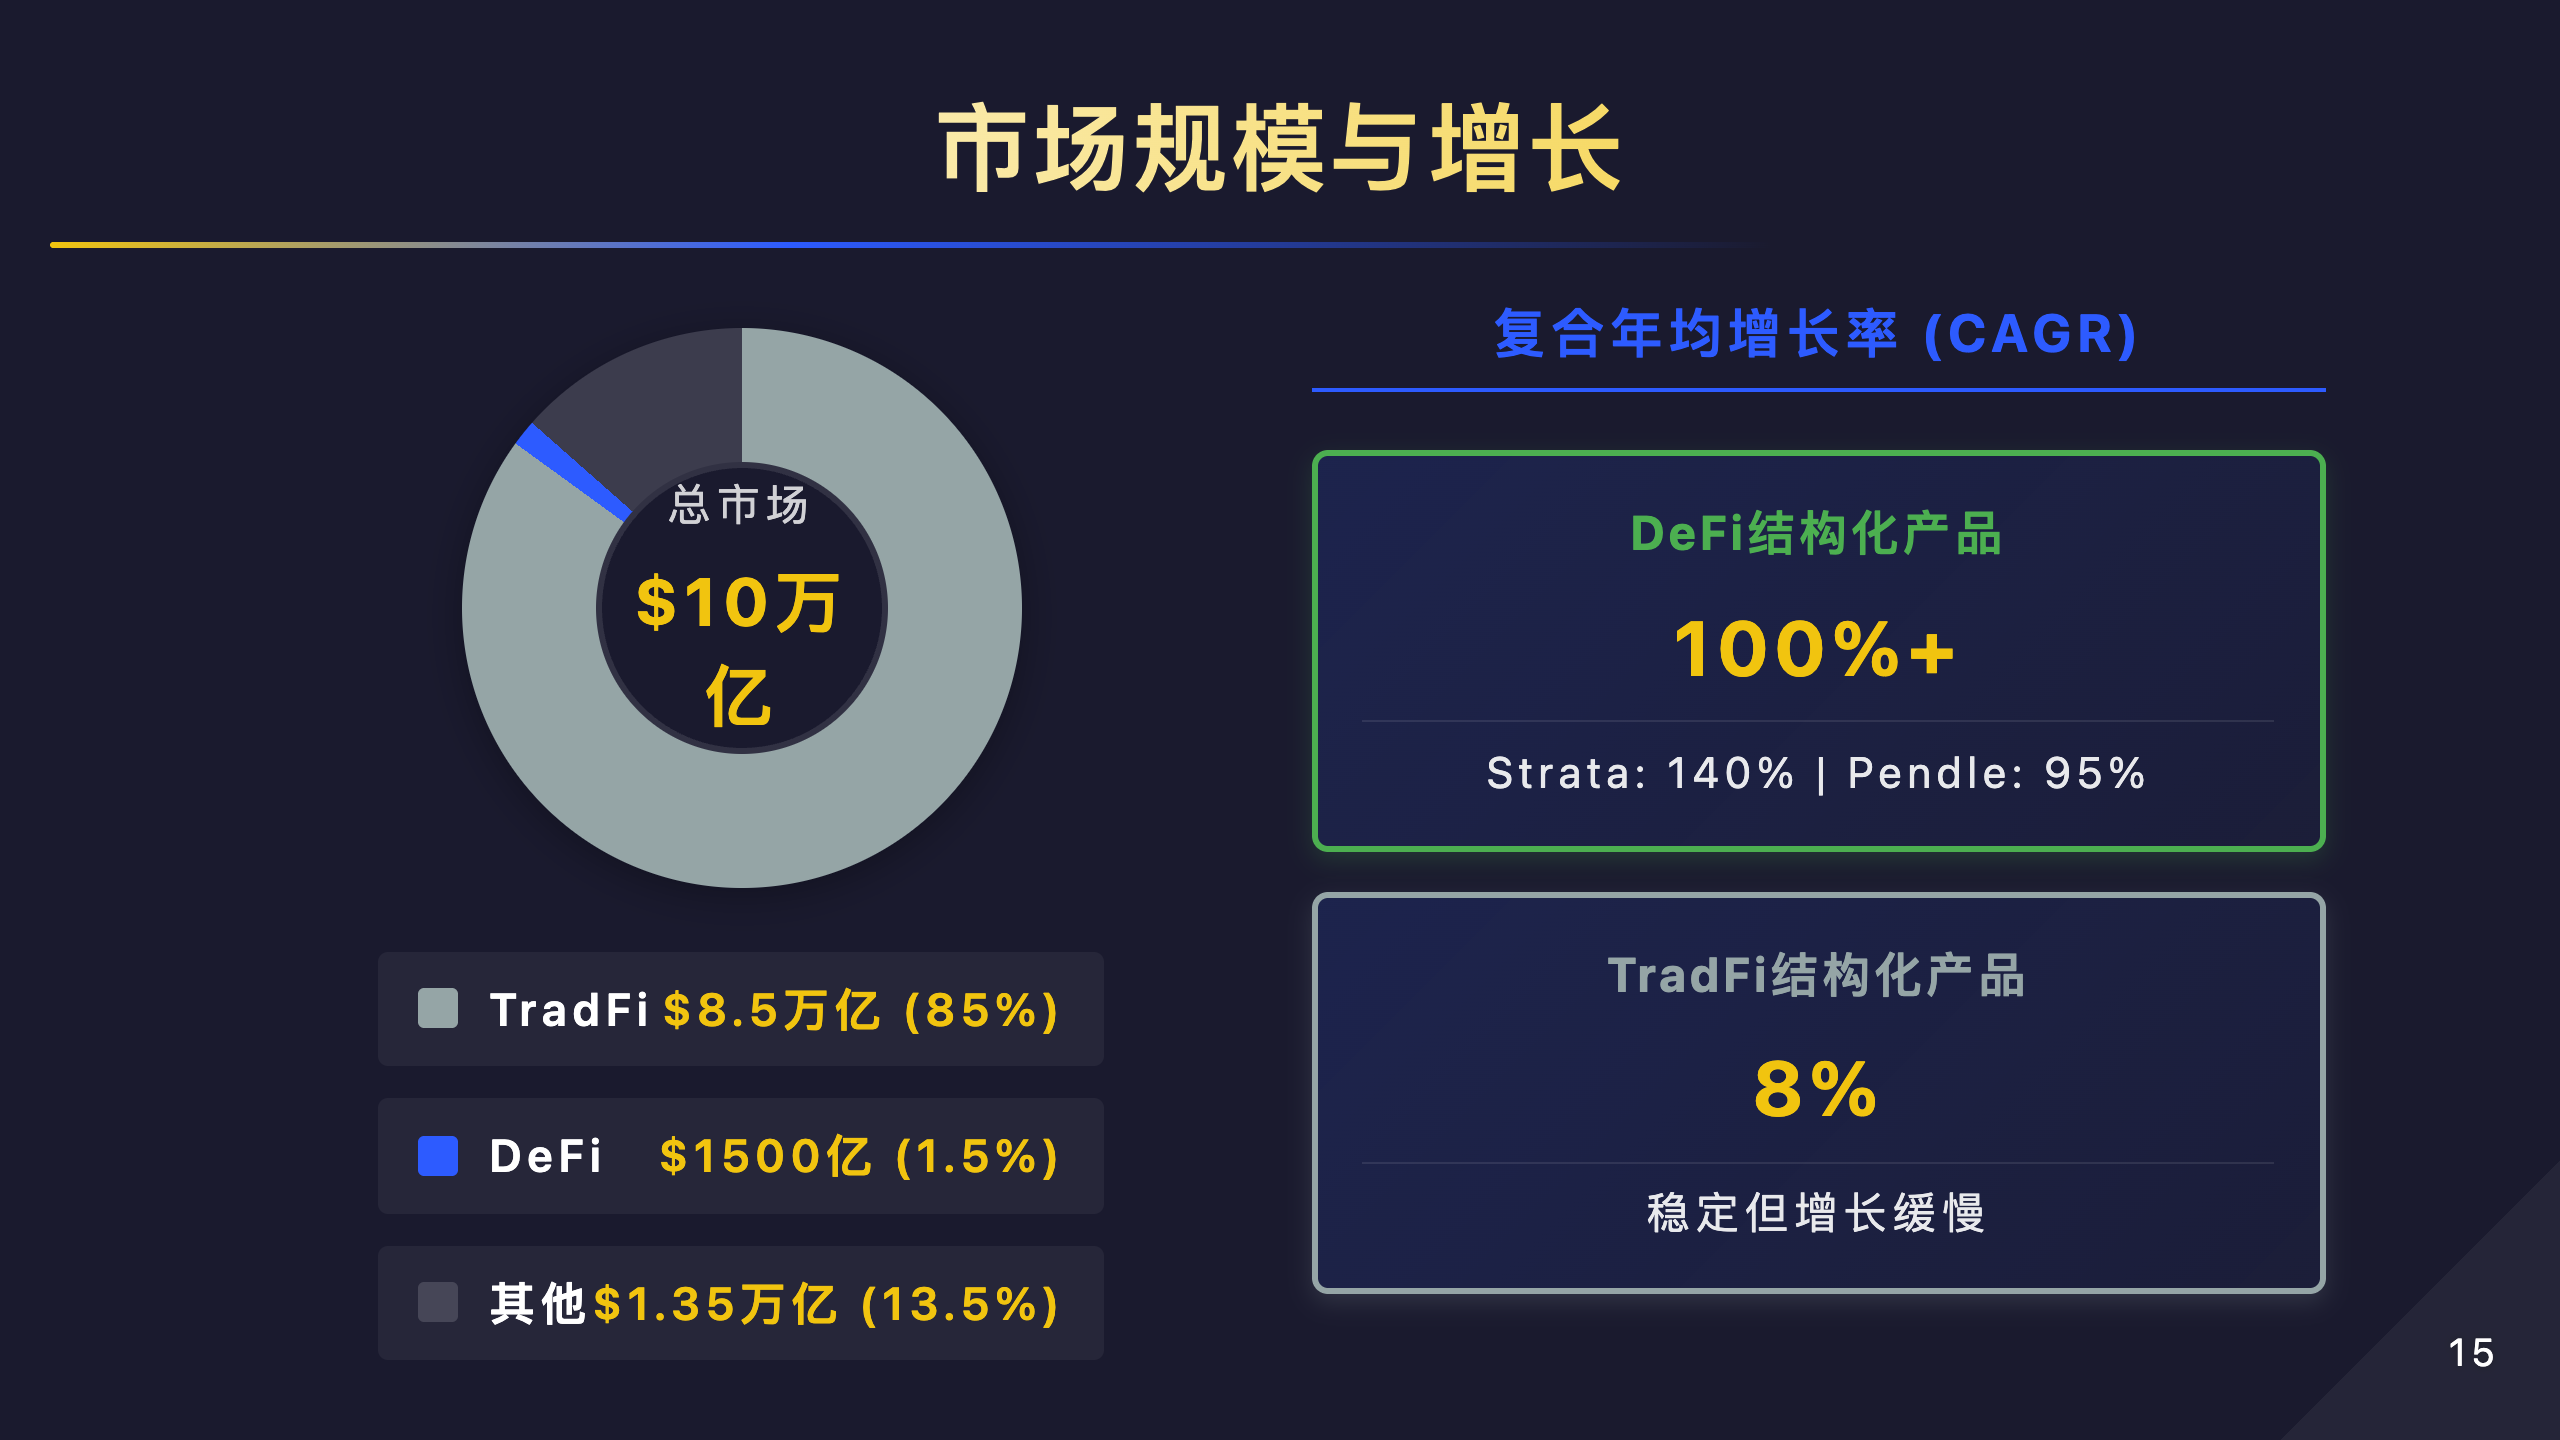 市场规模与增长
总市场
$10万
亿
TradFi $8.5万亿 (85%)
DeFi $1500亿 (1.5%)
其他 $1.35万亿 (13.5%)
复合年均增长率 (CAGR)
DeFi结构化产品
100%+
Strata: 140% | Pendle: 95%
TradFi结构化产品
8%
稳定但增长缓慢
15